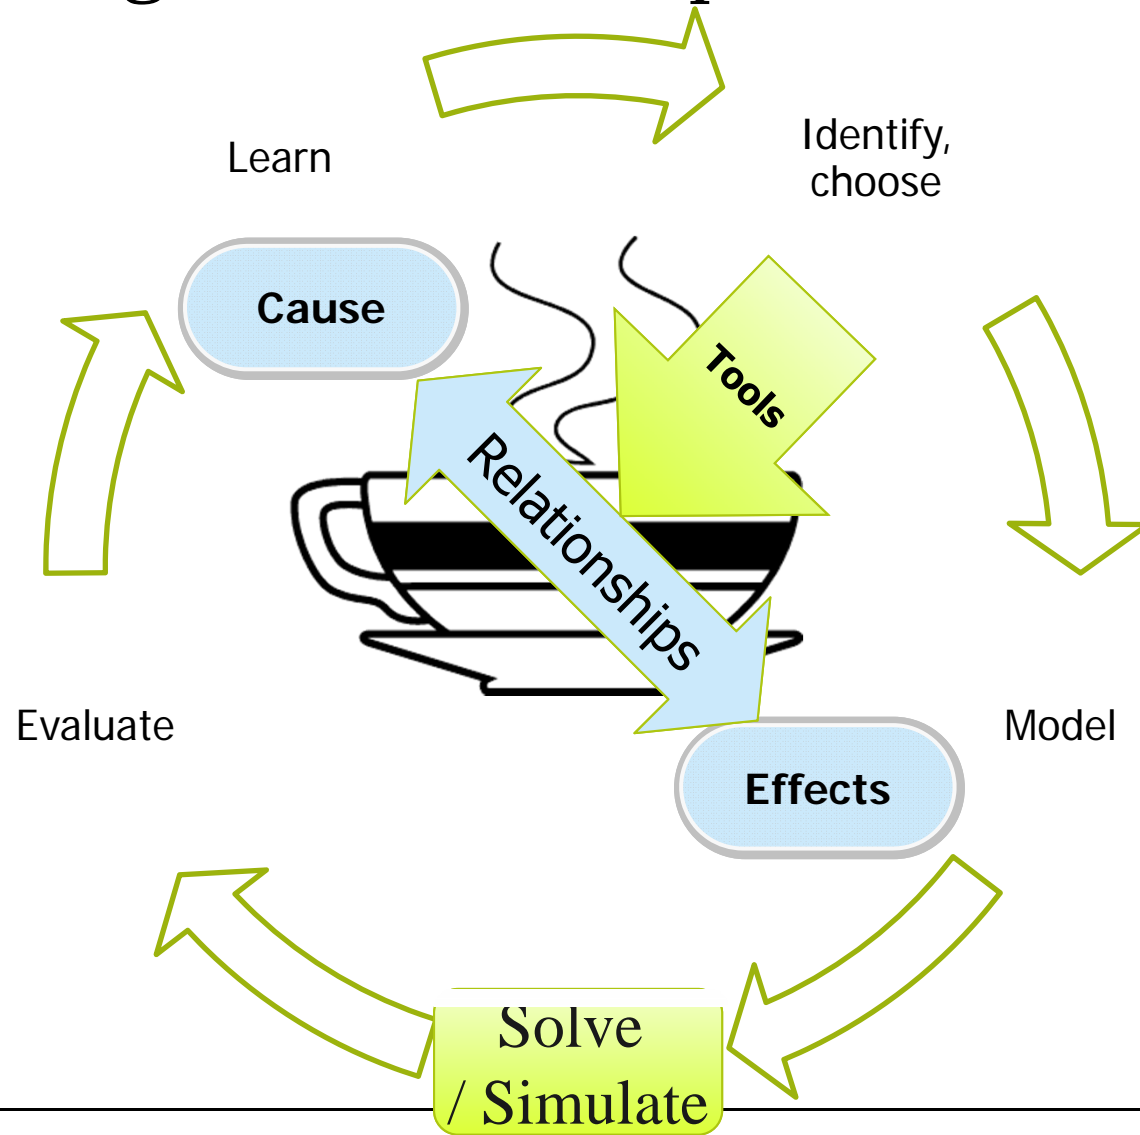 Learn
Identify,
choose
Cause
Tools
Relationships
Evaluate
Model
Effects
Solve
/ Simulate